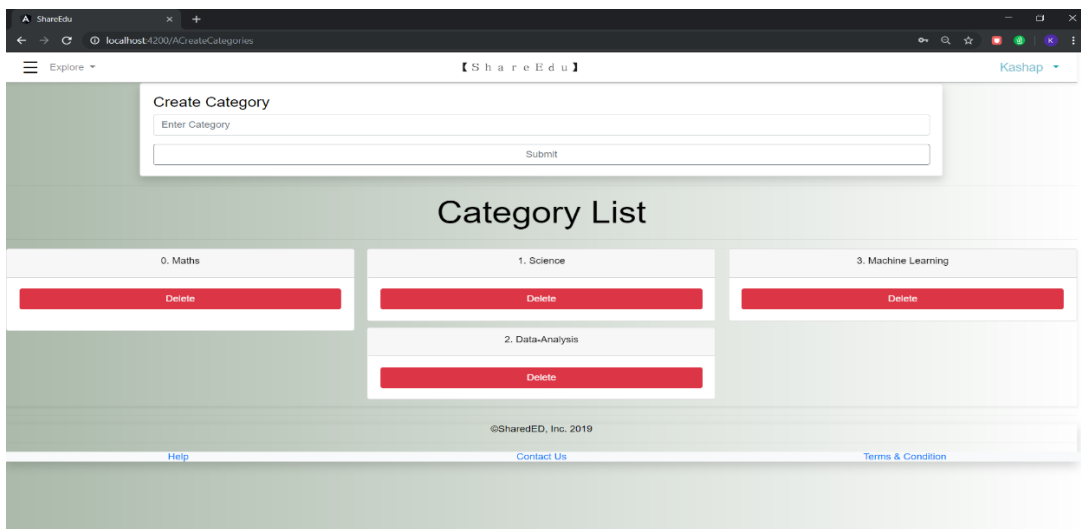 ShareEdu
localhost:4200/ACreateCategories
K
Explore
【ShareEdu】
Kashap
Create Category
Enter Category
Submit
Category List
0. Maths
Delete
1. Science
Delete
2. Data-Analysis
Delete
3. Machine Learning
Delete
©SharedED, Inc. 2019
Help
Contact Us
Terms & Condition